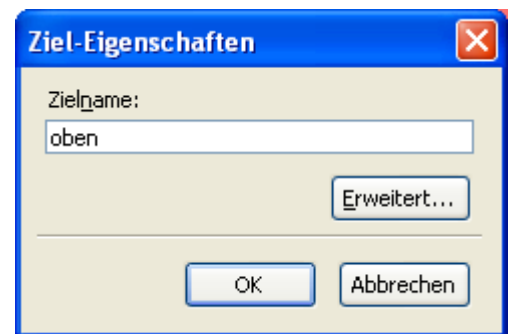 Ziel-Eigenschaften
Zielname:
oben
Erweitert...
OK Abbrechen